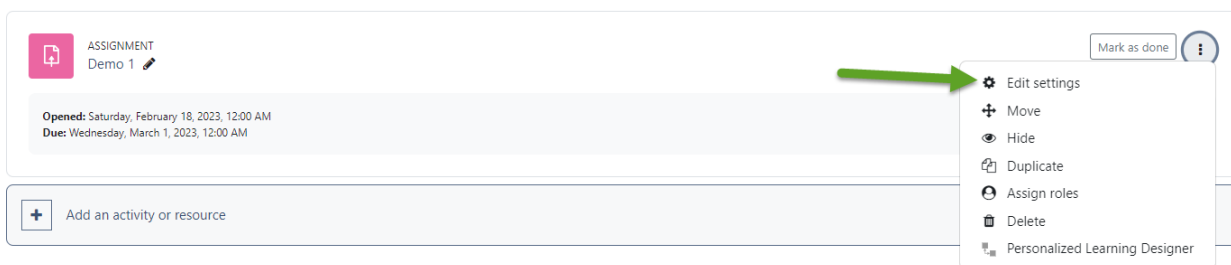 ASSIGNMENT
Demo 1
Mark as done
Opened: Saturday, February 18, 2023, 12:00 AM
Due: Wednesday, March 1, 2023, 12:00 AM
Edit settings
Move
Hide
Duplicate
Assign roles
Delete
Personalized Learning Designer
Add an activity or resource